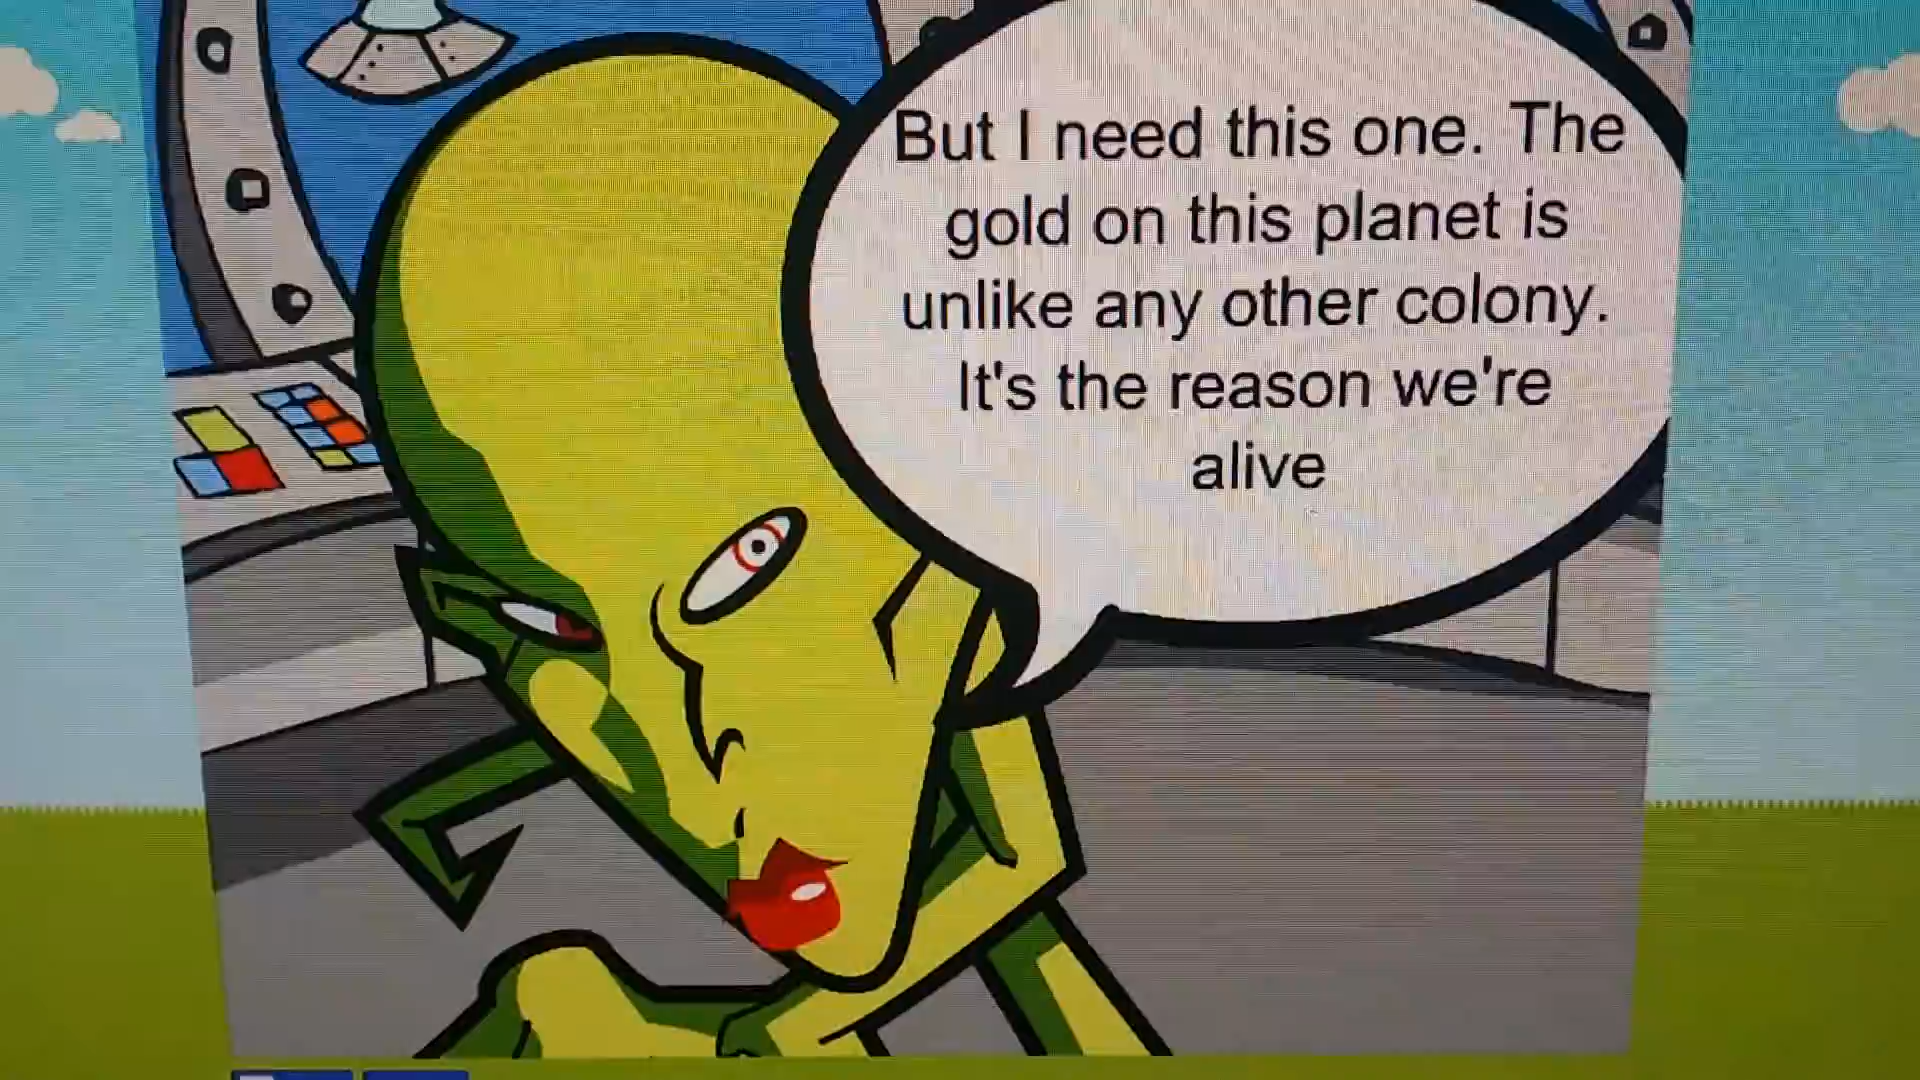 But I need this one. The
gold on this planet is
unlike any other colony.
It's the reason we're
alive